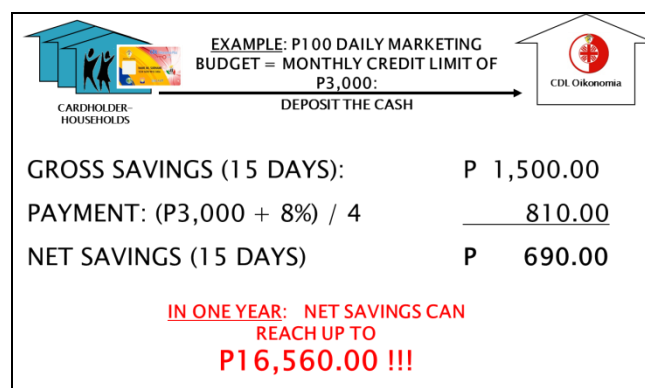 EXAMPLE: P100 DAILY MARKETING
BUDGET = MONTHLY CREDIT LIMIT OF
P3,000:
DEPOSIT THE CASH
CARDHOLDER-
HOUSEHOLDS
CDL Oikonomia
GROSS SAVINGS (15 DAYS): P 1,500.00
PAYMENT: (P3,000 + 8%) / 4 810.00
NET SAVINGS (15 DAYS) P 690.00
IN ONE YEAR: NET SAVINGS CAN
REACH UP TO
P16,560.00 !!!